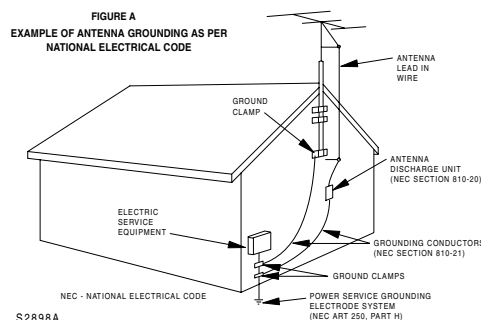 FIGURE A
EXAMPLE OF ANTENNA GROUNDING AS PER
NATIONAL ELECTRICAL CODE
ANTENNA
LEAD IN
WIRE
GROUND
CLAMP
ANTENNA
DISCHARGE UNIT
(NEC SECTION 810-20)
ELECTRIC
SERVICE
EQUIPMENT
GROUNDING CONDUCTORS
(NEC SECTION 810-21)
GROUND CLAMPS
NEC - NATIONAL ELECTRICAL CODE
POWER SERVICE GROUNDING
ELECTRODE SYSTEM
(NEC ART 250, PART H)
S2898A